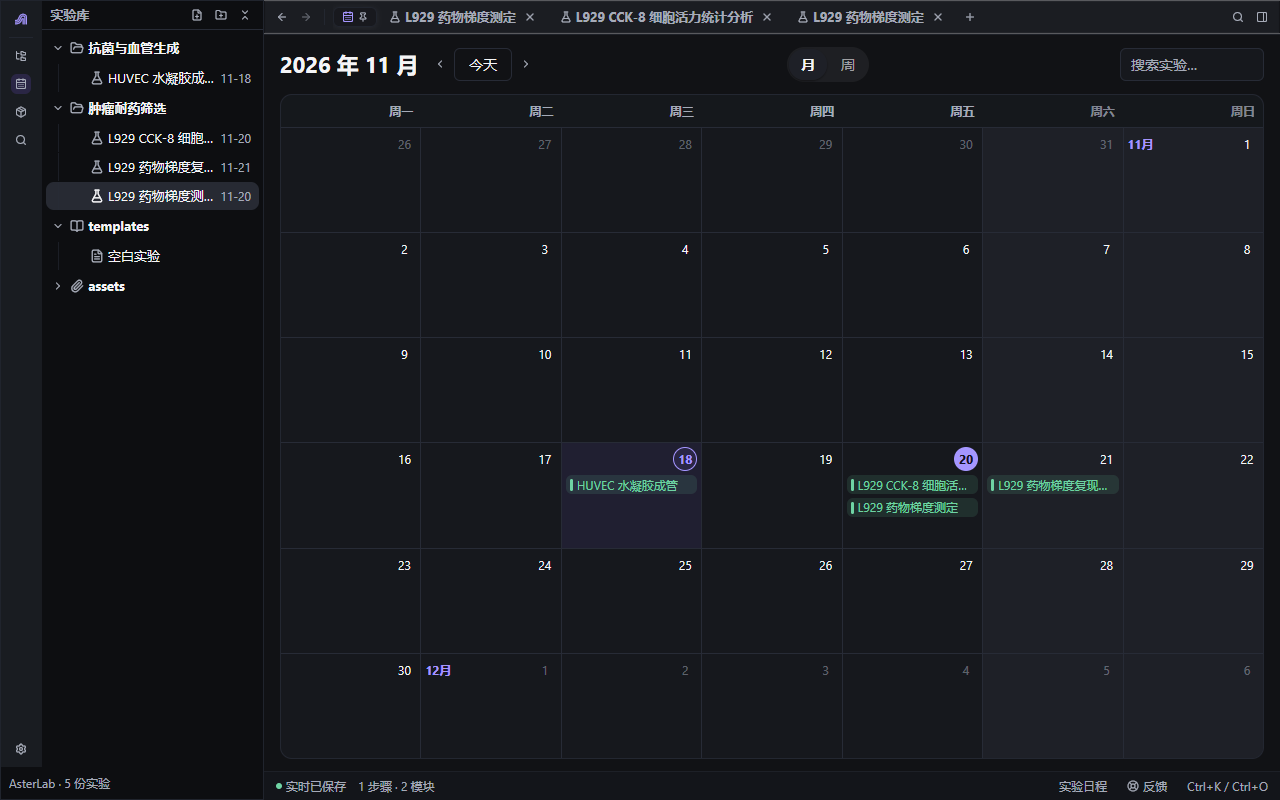 实验库
L929 药物梯度测定
L929 CCK-8 细胞活力统计分析
L929 药物梯度测定
抗菌与血管生成
HUVEC 水凝胶成... 11-18
肿瘤耐药筛选
L929 CCK-8 细胞... 11-20
L929 药物梯度复... 11-21
L929 药物梯度测... 11-20
templates
空白实验
assets
2026 年 11 月
今天
月 周
搜索实验...
周一 周二 周三 周四 周五 周六 周日
26 27 28 29 30 31 11月 1
2 3 4 5 6 7 8
9 10 11 12 13 14 15
16 17 18 19 20 21 22
HUVEC 水凝胶成管 L929 CCK-8 细胞活... L929 药物梯度复现...
L929 药物梯度测定
23 24 25 26 27 28 29
30 12月 1 2 3 4 5 6
AsterLab · 5 份实验
实时已保存 1 步骤 · 2 模块 实验日程 反馈 Ctrl+K / Ctrl+O